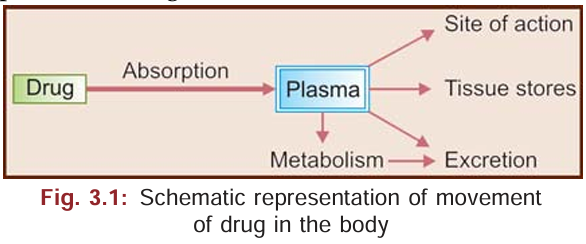 Site of action
Absorption
Drug
Plasma
Tissue stores
Metabolism
Excretion
Fig. 3.1: Schematic representation of movement
of drug in the body